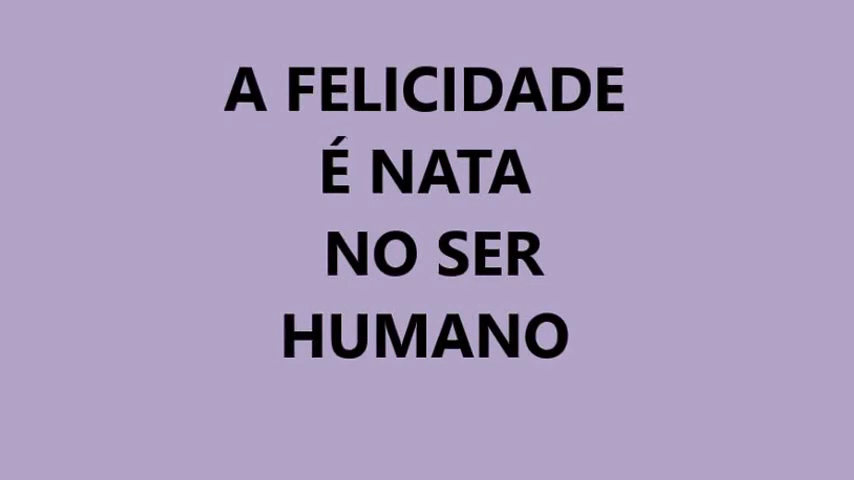 A FELICIDADE
É NATA
NO SER
HUMANO